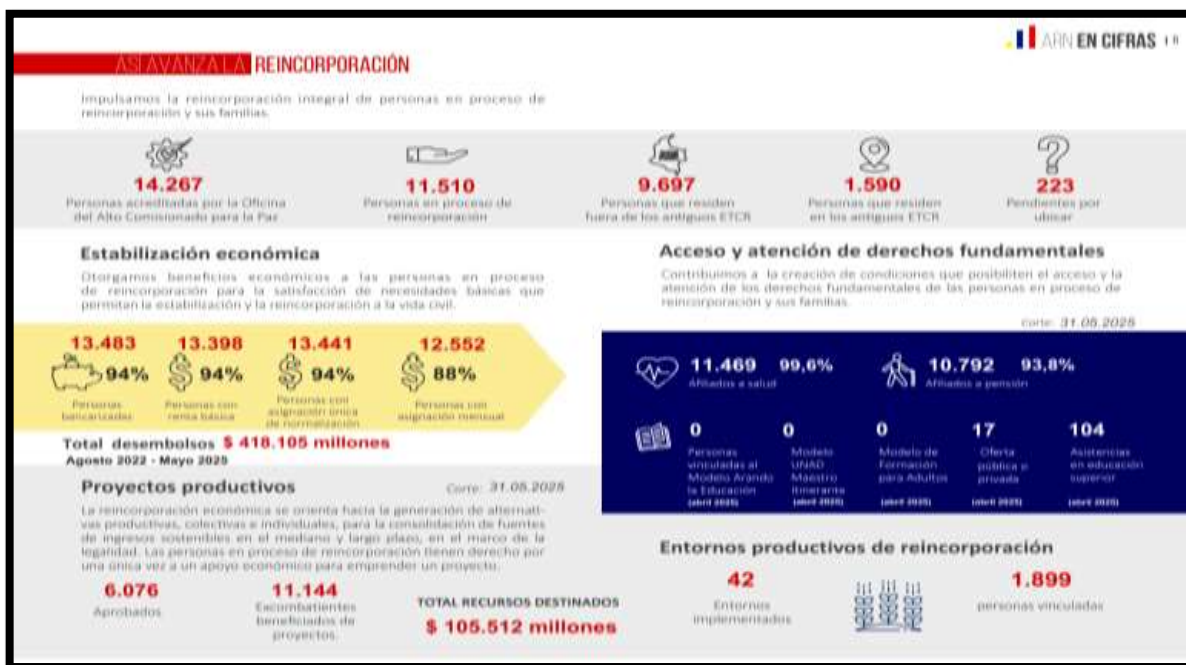 ARN EN CIFRAS
ASÍ AVANZA LA REINCORPORACIÓN
Impulsamos la reincorporación integral de personas en proceso de
reincorporación y sus familias.
14.267
Personas acreditadas por la Oficina
del Alto Comisionado para la Paz
11.510
Personas en proceso de
reincorporación
9.697
Personas que residen
fuera de los antiguos ETCR
1.590
Personas que residen
en los antiguos ETCR
223
Pendientes por
ubicar
Estabilización económica
Otorgamos beneficios económicos a las personas en proceso
de reincorporación para la satisfacción de necesidades básicas que
permitan la estabilización y la reincorporación a la vida civil.
13.483
94%
Personas
bancarizadas
13.398
94%
Personas con
renta básica
13.441
94%
Personas con
asignación única
de normalización
12.552
88%
Personas con
asignación mensual
Total desembolsos $ 418.105 millones
Agosto 2022 - Mayo 2025
Acceso y atención de derechos fundamentales
Contribuimos a la creación de condiciones que posibiliten el acceso y la
atención de los derechos fundamentales de las personas en proceso de
reincorporación y sus familias.
Corte: 31.05.2025
11.469 99,6%
Afiliados a salud
10.792 93,8%
Afiliados a pensión
0
Personas
vinculadas al
Modelo Arando
la Educación
(abril 2025)
0
Modelo
UNAD
Maestro
Itinerante
(abril 2025)
0
Modelo de
Formación
para Adultos
(abril 2025)
17
Oferta
pública o
privada
(abril 2025)
104
Asistencias
en educación
superior
(abril 2025)
Proyectos productivos
Corte: 31.05.2025
La reincorporación económica se orienta hacia la generación de alternati-
vas productivas, colectivas e individuales, para la consolidación de fuentes
de ingresos sostenibles en el mediano y largo plazo, en el marco de la
legalidad. Las personas en proceso de reincorporación tienen derecho por
una única vez a un apoyo económico para emprender un proyecto.
6.076
Aprobados
11.144
Excombatientes
beneficiados de
proyectos.
TOTAL RECURSOS DESTINADOS
$ 105.512 millones
Entornos productivos de reincorporación
42
Entornos
implementados
1.899
personas vinculadas